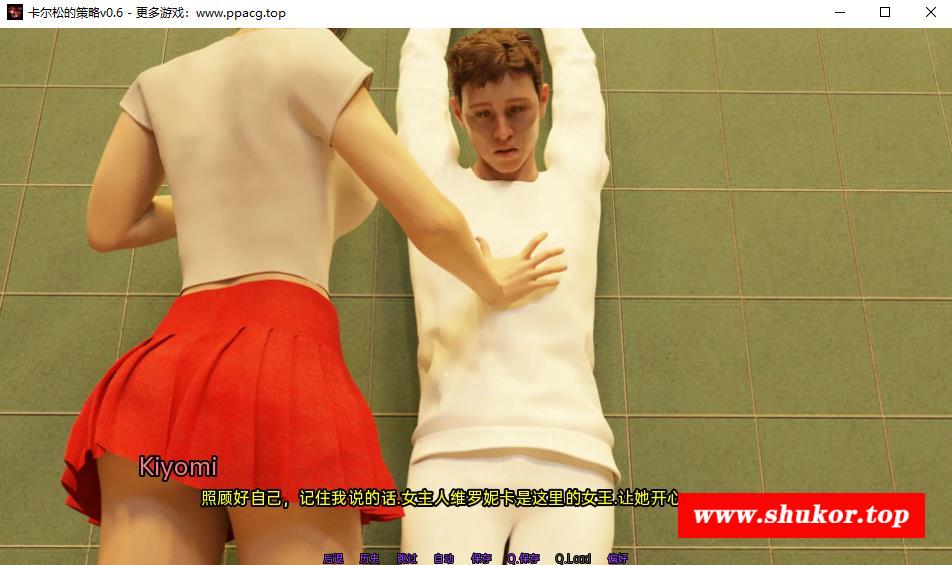 卡尔松的策略v0.6 - 更多游戏：www.ppacg.top
Kiyomi
照顾好自己，记住我说的话.女主人维罗妮卡是这里的女王.让她开心
www.shukor.top
后退 历史 跳过 自动 保存 Q.保存 Q.Load 偏好